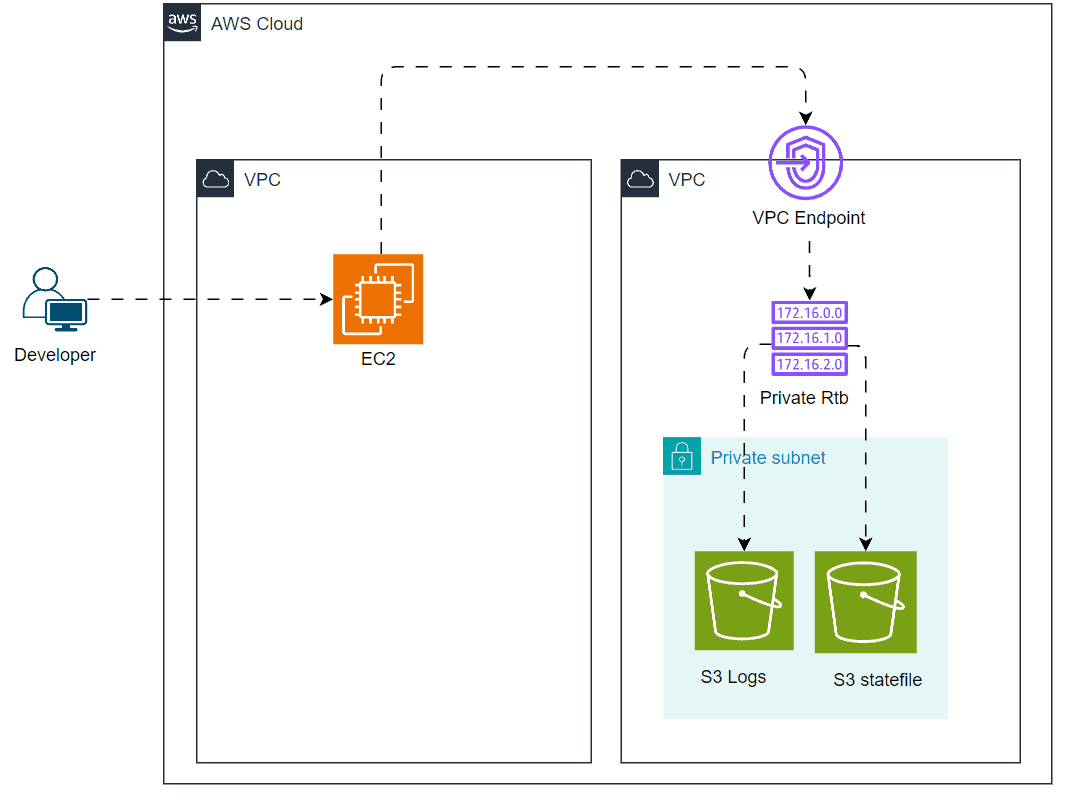 aws
AWS Cloud
VPC
VPC
VPC Endpoint
Developer
EC2
172.16.0.0
172.16.1.0
172.16.2.0
Private Rtb
Private subnet
S3 Logs
S3 statefile